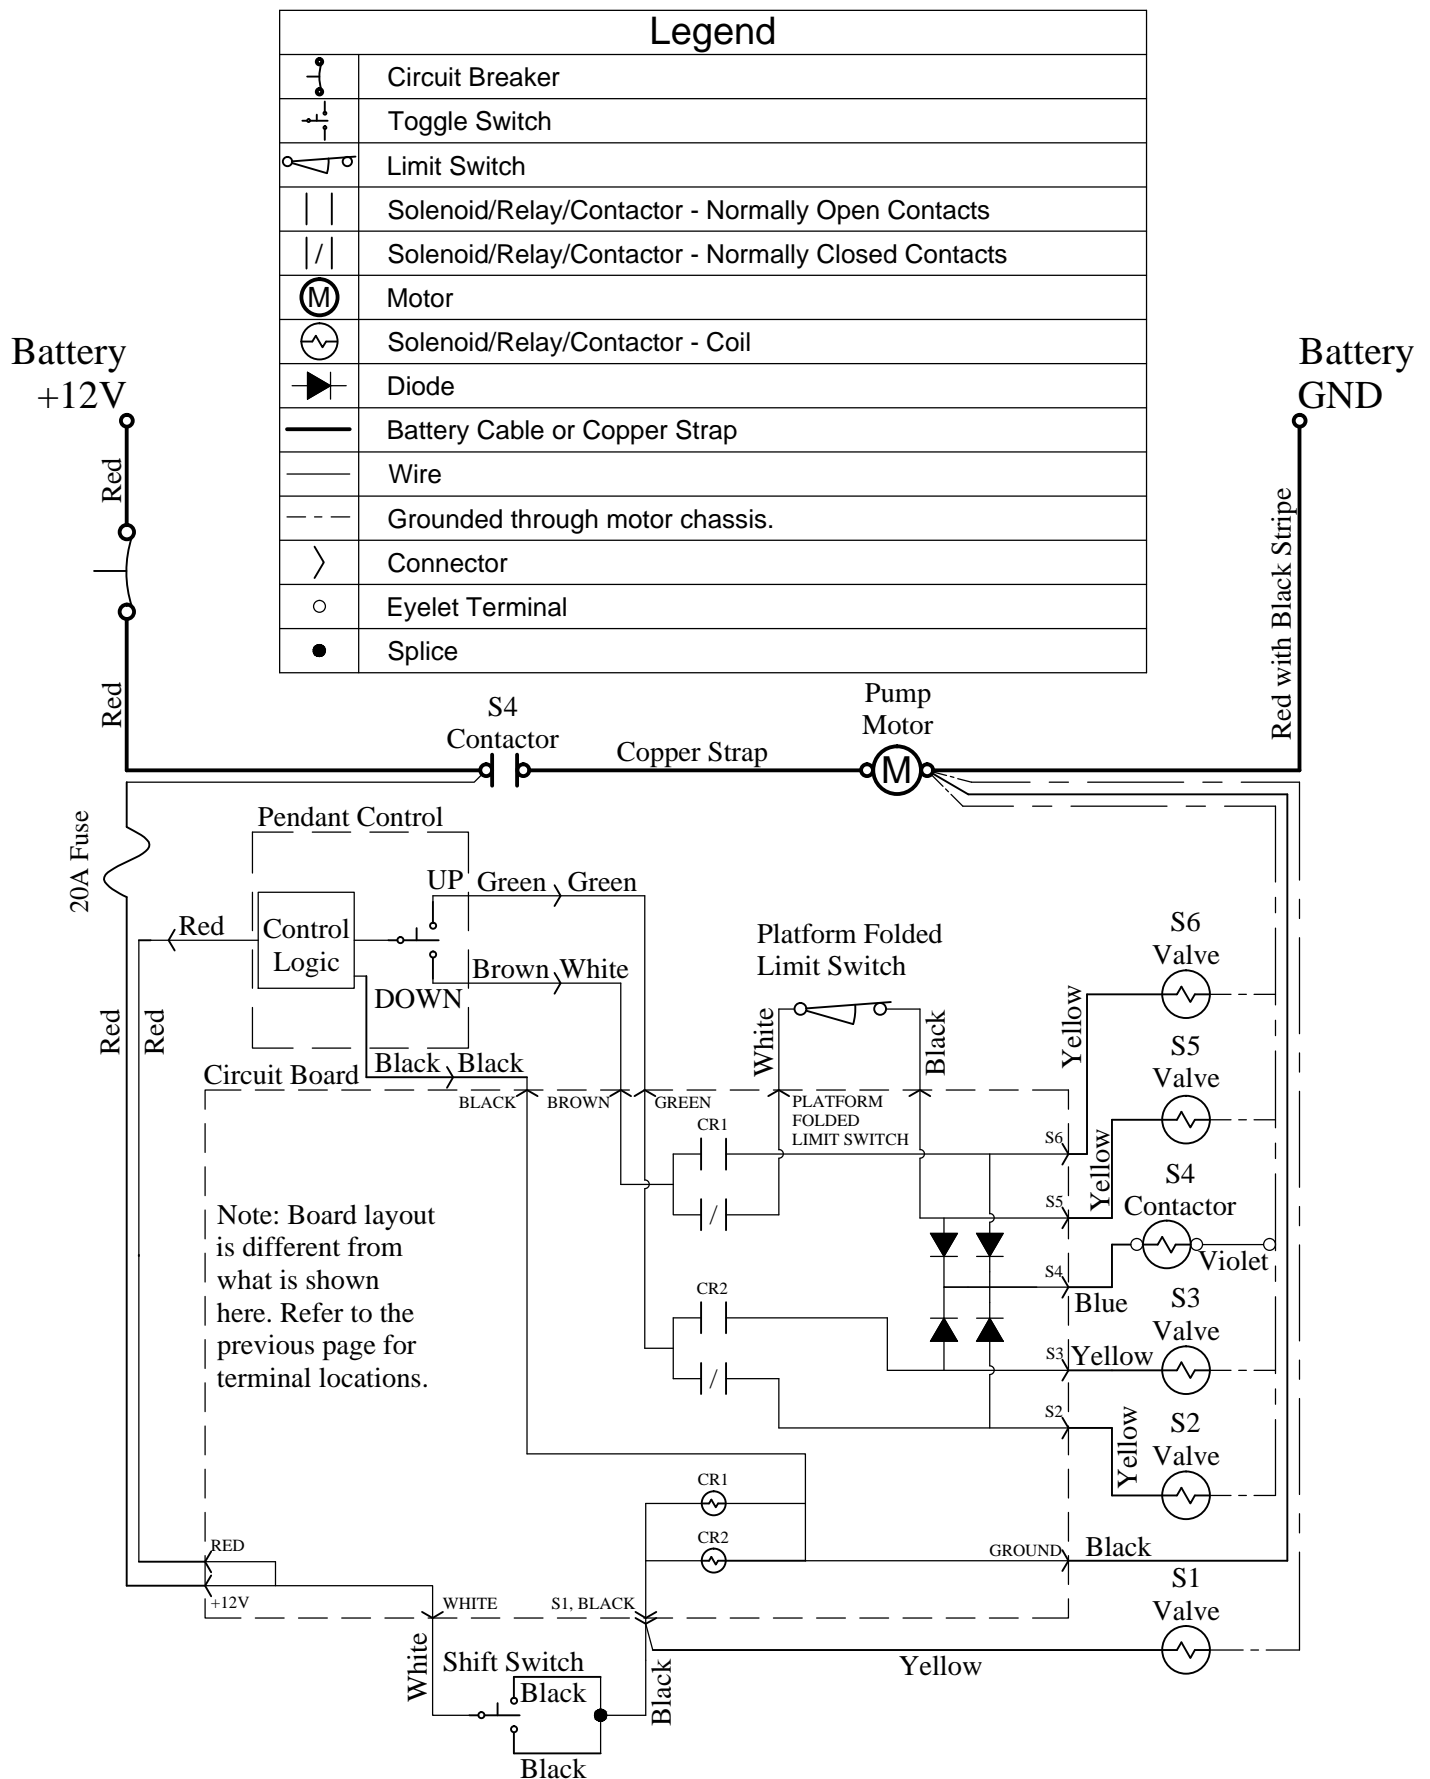 Legend
Circuit Breaker
Toggle Switch
Limit Switch
Solenoid/Relay/Contactor - Normally Open Contacts
Solenoid/Relay/Contactor - Normally Closed Contacts
M
Motor
Solenoid/Relay/Contactor - Coil
Diode
Battery Cable or Copper Strap
Wire
Grounded through motor chassis.
Connector
Eyelet Terminal
Splice
Battery
+12V
Battery
GND
Red
Red
Red with Black Stripe
S4
Contactor
Copper Strap
Pump
Motor
M
20A Fuse
Pendant Control
UP
Green
Green
Red
Control
Logic
Brown
White
DOWN
Platform Folded
Limit Switch
S6
Valve
Red
Red
White
Black
Yellow
S5
Valve
Black
Black
Circuit Board
BLACK
BROWN
GREEN
PLATFORM
FOLDED
LIMIT SWITCH
CR1
S6
Yellow
S5
S4
Contactor
Violet
Note: Board layout
is different from
what is shown
here. Refer to the
previous page for
terminal locations.
CR2
S4
Blue
S3
Valve
S3
Yellow
S2
Yellow
S2
Valve
CR1
CR2
GROUND
Black
RED
+12V
WHITE
S1, BLACK
S1
Valve
White
Shift Switch
Black
Black
Black
Yellow